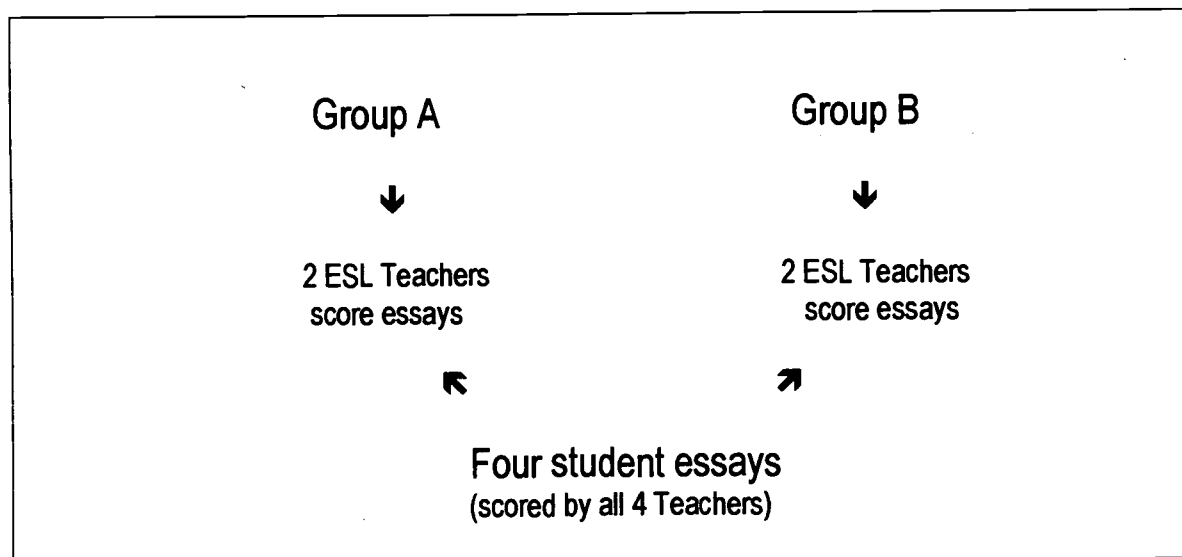 Group A
Group B
2 ESL Teachers
score essays
2 ESL Teachers
score essays
Four student essays
(scored by all 4 Teachers)